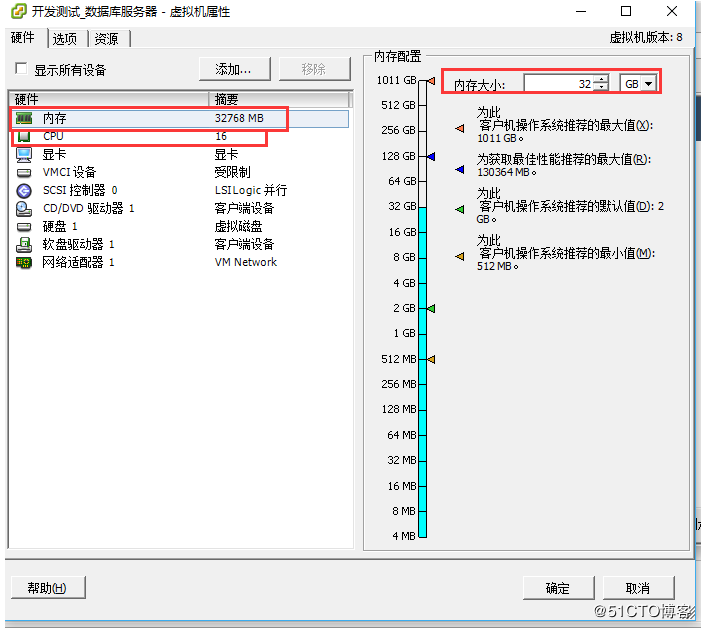 开发测试_数据库服务器 - 虚拟机属性
硬件 选项 资源
虚拟机版本: 8
显示所有设备
添加... 移除
硬件 摘要
内存 32768 MB
CPU 16
显卡 显卡
VMCI 设备 受限制
SCSI 控制器 0 LSI Logic 并行
CD/DVD 驱动器 1 客户端设备
硬盘 1 虚拟磁盘
软盘驱动器 1 客户端设备
网络适配器 1 VM Network
内存配置
1011 GB
512 GB
256 GB
128 GB
64 GB
32 GB
16 GB
8 GB
4 GB
2 GB
1 GB
512 MB
256 MB
128 MB
64 MB
32 MB
16 MB
8 MB
4 MB
内存大小: 32 GB
为此
客户机操作系统推荐的最大值(X):
1011 GB。
为获取最佳性能推荐的最大值(R):
130364 MB。
为此
客户机操作系统推荐的默认值(D): 2
GB。
为此
客户机操作系统推荐的最小值(M):
512 MB。
帮助(H)
确定 取消
@51CTO博客